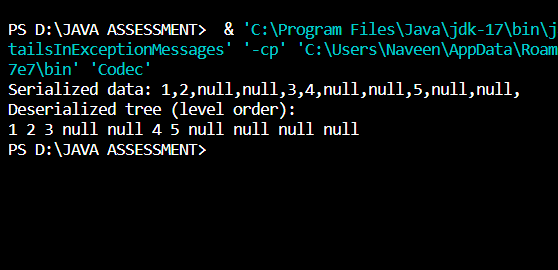 PS D:\JAVA ASSESSMENT>  & 'C:\Program Files\Java\jdk-17\bin\j
tailsInExceptionMessages' '-cp' 'C:\Users\Naveen\AppData\Roam
7e7\bin' 'Codec'
Serialized data: 1,2,null,null,3,4,null,null,5,null,null,
Deserialized tree (level order):
1 2 3 null null 4 5 null null null null
PS D:\JAVA ASSESSMENT>